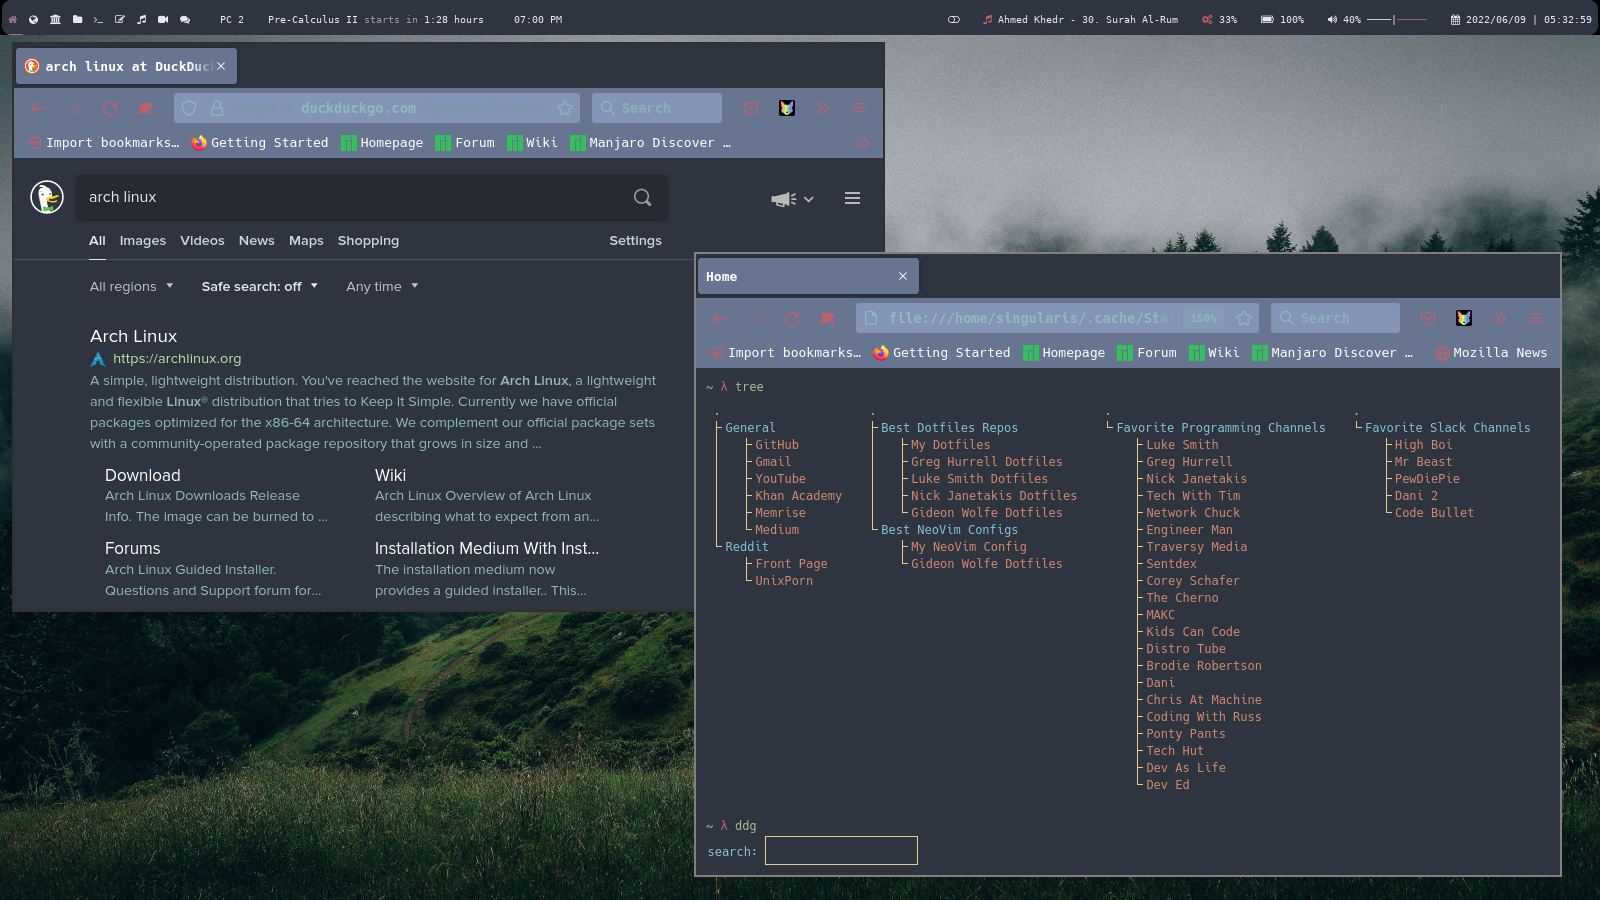 PC 2 Pre-Calculus II starts in 1:28 hours 07:00 PM
Ahmed Khedr - 30. Surah Al-Rum 33% 100% 40% 2022/06/09 | 05:32:59
arch linux at DuckDuc
duckduckgo.com
Search
Import bookmarks… Getting Started Homepage Forum Wiki Manjaro Discover …
arch linux
All Images Videos News Maps Shopping Settings
All regions Safe search: off Any time
Arch Linux
https://archlinux.org
A simple, lightweight distribution. You've reached the website for Arch Linux, a lightweight
and flexible Linux® distribution that tries to Keep It Simple. Currently we have official
packages optimized for the x86-64 architecture. We complement our official package sets
with a community-operated package repository that grows in size and ...
Download
Arch Linux Downloads Release
Info. The image can be burned to ...
Wiki
Arch Linux Overview of Arch Linux
describing what to expect from an...
Forums
Arch Linux Guided Installer.
Questions and Support forum for...
Installation Medium With Inst...
The installation medium now
provides a guided installer.. This...
Home
file:///home/singularis/.cache/Star 150%
Search
Import bookmarks… Getting Started Homepage Forum Wiki Manjaro Discover … Mozilla News
~ λ tree
.
General
GitHub
Gmail
YouTube
Khan Academy
Memrise
Medium
Reddit
Front Page
UnixPorn
.
Best Dotfiles Repos
My Dotfiles
Greg Hurrell Dotfiles
Luke Smith Dotfiles
Nick Janetakis Dotfiles
Gideon Wolfe Dotfiles
Best NeoVim Configs
My NeoVim Config
Gideon Wolfe Dotfiles
.
Favorite Programming Channels
Luke Smith
Greg Hurrell
Nick Janetakis
Tech With Tim
Network Chuck
Engineer Man
Traversy Media
Sentdex
Corey Schafer
The Cherno
MAKC
Kids Can Code
Distro Tube
Brodie Robertson
Dani
Chris At Machine
Coding With Russ
Ponty Pants
Tech Hut
Dev As Life
Dev Ed
.
Favorite Slack Channels
High Boi
Mr Beast
PewDiePie
Dani 2
Code Bullet
~ λ ddg
search: